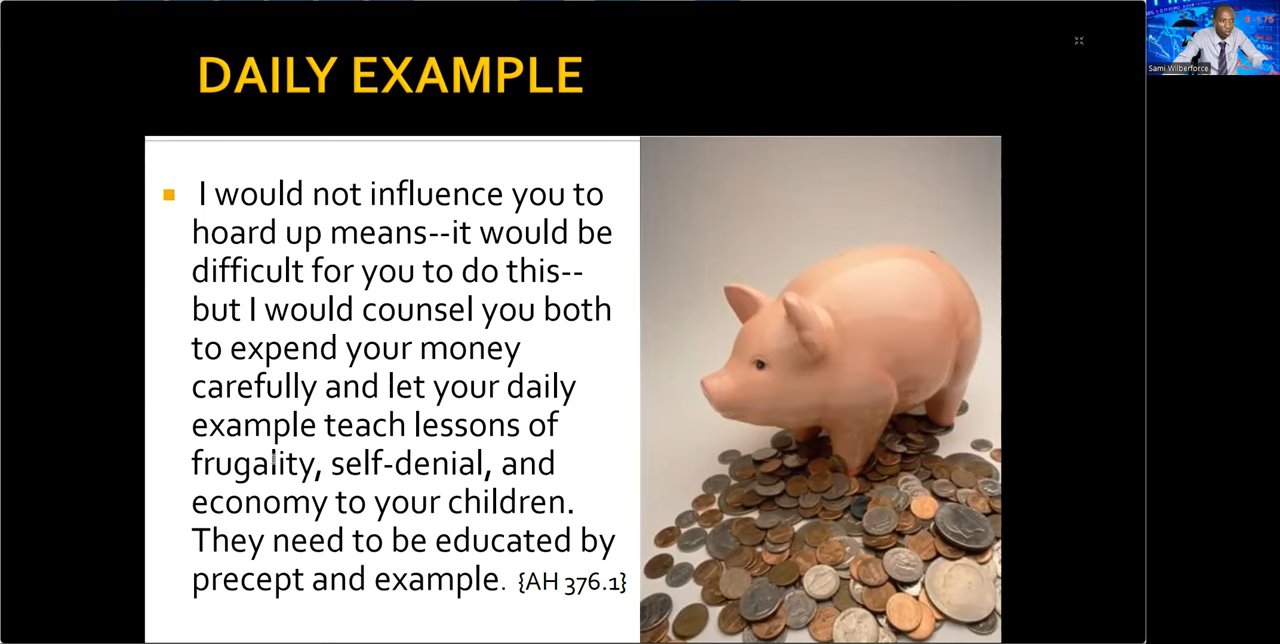 DAILY EXAMPLE
I would not influence you to
hoard up means--it would be
difficult for you to do this--
but I would counsel you both
to expend your money
carefully and let your daily
example teach lessons of
frugality, self-denial, and
economy to your children.
They need to be educated by
precept and example. {AH 376.1}
Sami Wilberforce